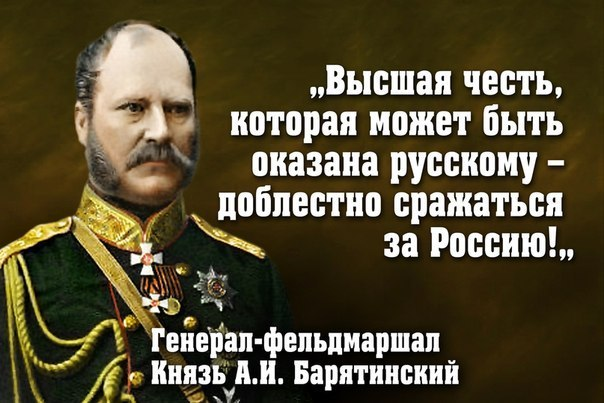 „Высшая честь,
которая может быть
оказана русскому –
доблестно сражаться
за Россию!„
Генерал-фельдмаршал
Князь А.И. Барятинский